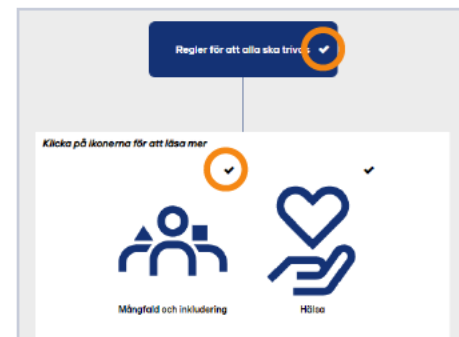 Regler för att alla ska trivas
Klicka på ikonerna för att läsa mer
Mångfald och inkludering
Hälsa